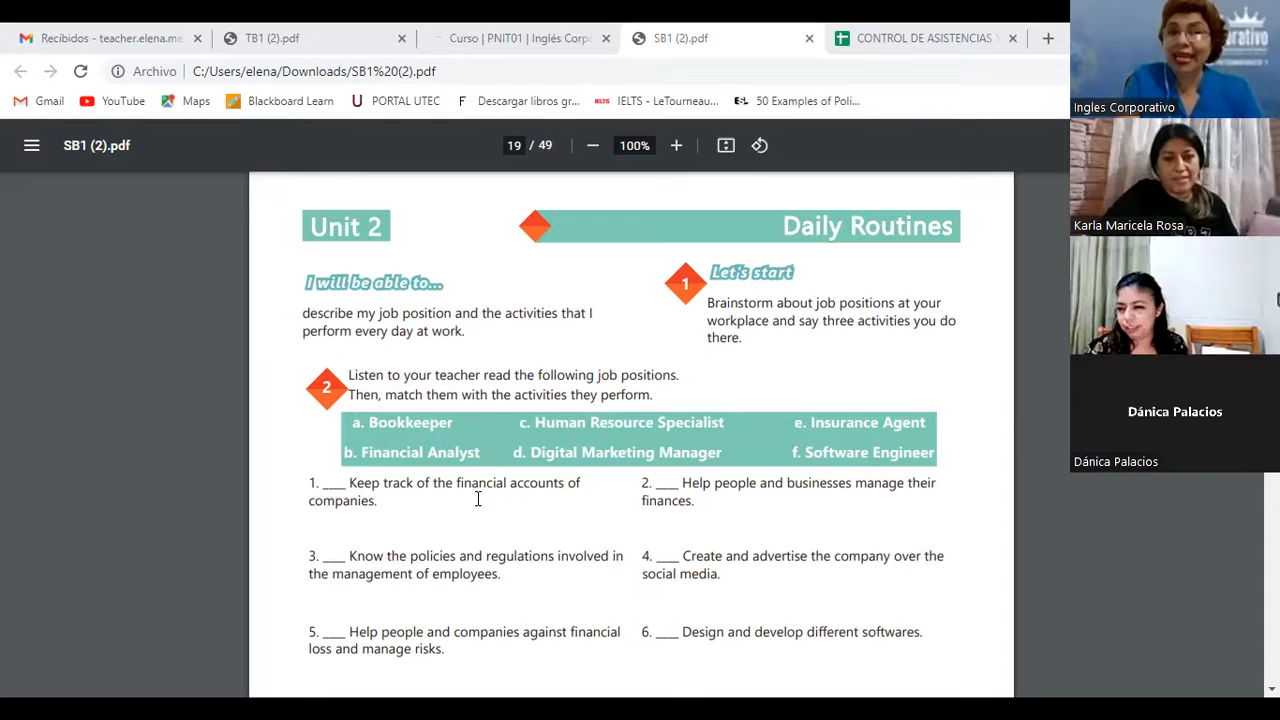 Recibidos - teacher.elena.me
TB1 (2).pdf
Curso | PNIT01 | Inglés Corp
SB1 (2).pdf
CONTROL DE ASISTENCIAS
Archivo
C:/Users/elena/Downloads/SB1%20(2).pdf
Gmail
YouTube
Maps
Blackboard Learn
PORTAL UTEC
Descargar libros gr...
IELTS - LeTourneau...
50 Examples of Poli...
SB1 (2).pdf
19 / 49
100%
Unit 2
Daily Routines
I will be able to...
describe my job position and the activities that I
perform every day at work.
1
Let's start
Brainstorm about job positions at your
workplace and say three activities you do
there.
2
Listen to your teacher read the following job positions.
Then, match them with the activities they perform.
a. Bookkeeper c. Human Resource Specialist e. Insurance Agent
b. Financial Analyst d. Digital Marketing Manager f. Software Engineer
1. ____ Keep track of the financial accounts of
companies.
2. ____ Help people and businesses manage their
finances.
3. ____ Know the policies and regulations involved in
the management of employees.
4. ____ Create and advertise the company over the
social media.
5. ____ Help people and companies against financial
loss and manage risks.
6. ____ Design and develop different softwares.
Ingles Corporativo
Karla Maricela Rosa
Dánica Palacios
Dánica Palacios